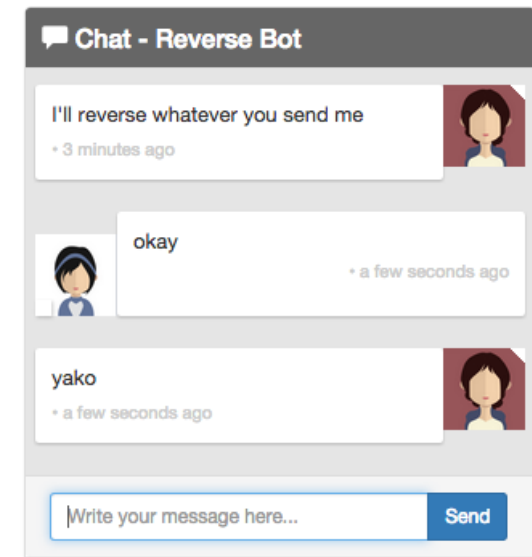 Chat - Reverse Bot
I'll reverse whatever you send me
• 3 minutes ago
okay
• a few seconds ago
yako
• a few seconds ago
Write your message here...
Send